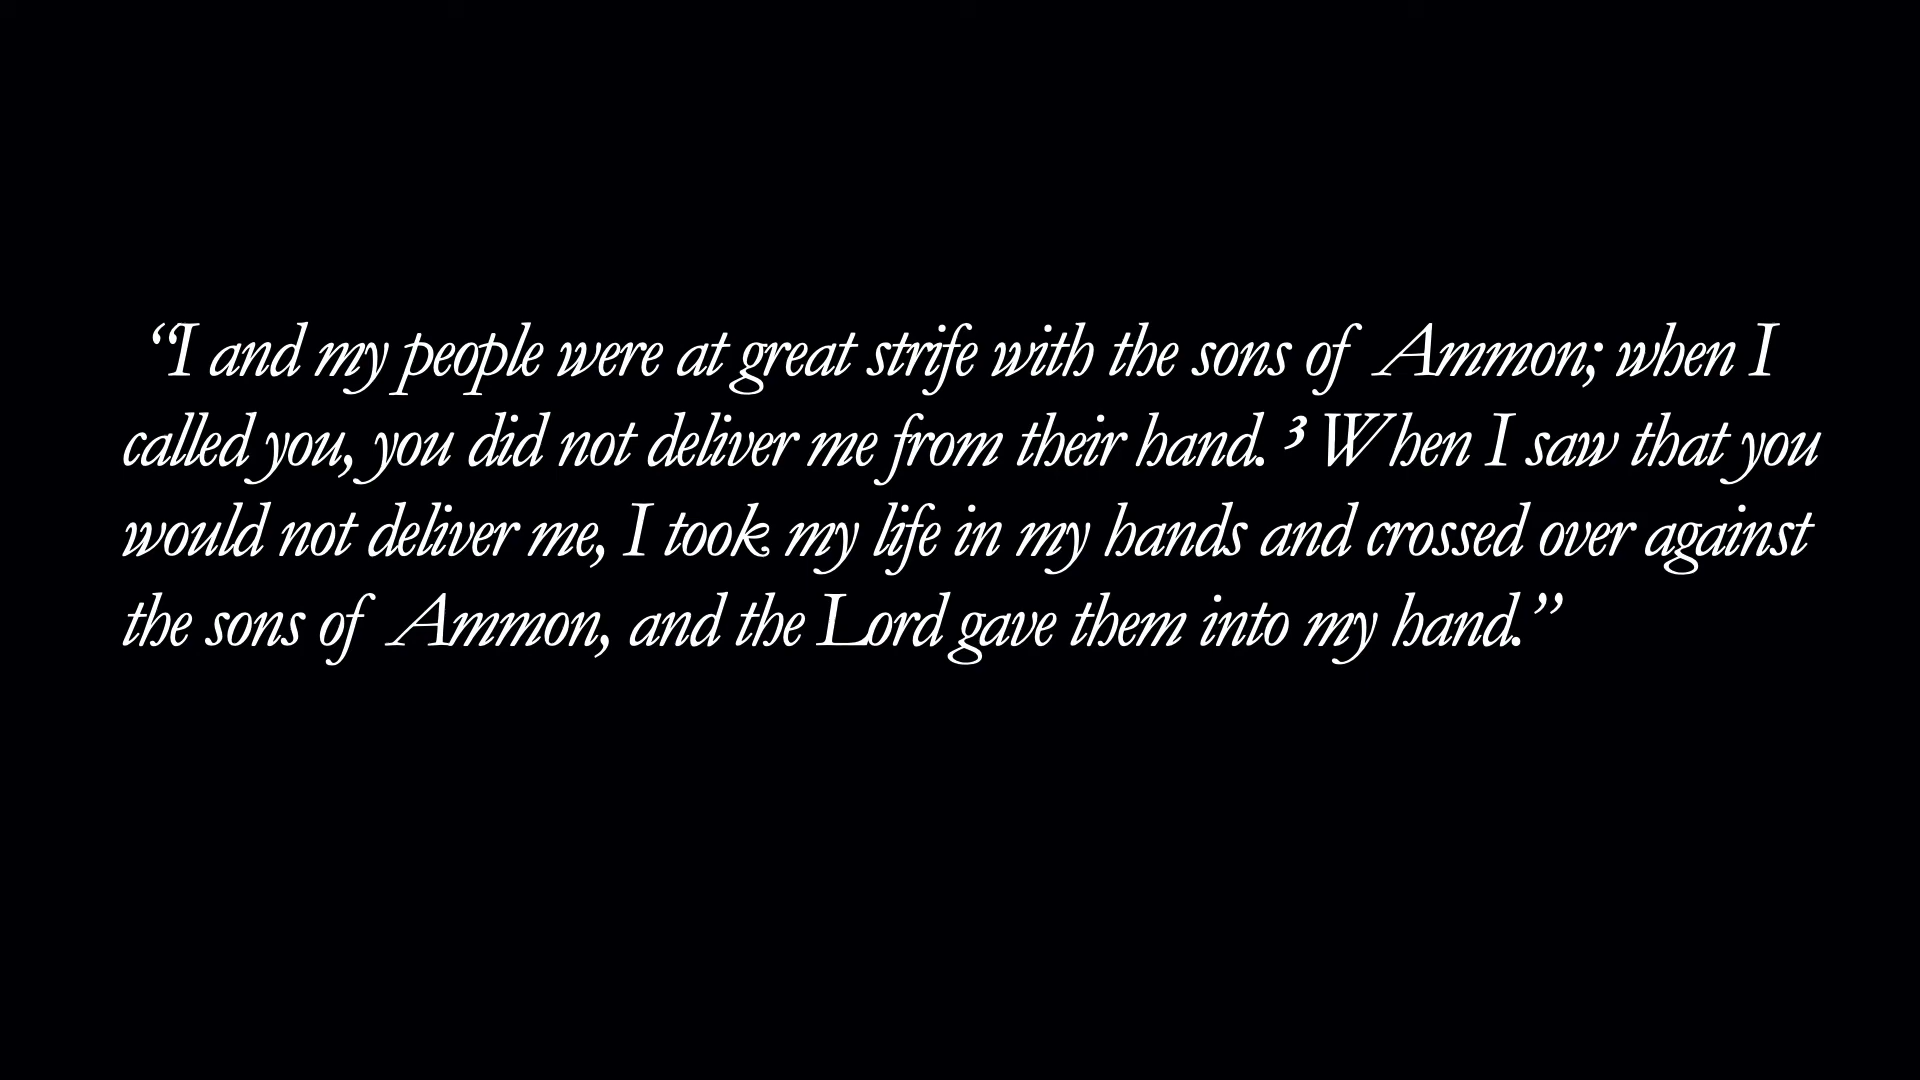 “I and my people were at great strife with the sons of Ammon; when I
called you, you did not deliver me from their hand. ³ When I saw that you
would not deliver me, I took my life in my hands and crossed over against
the sons of Ammon, and the Lord gave them into my hand.”